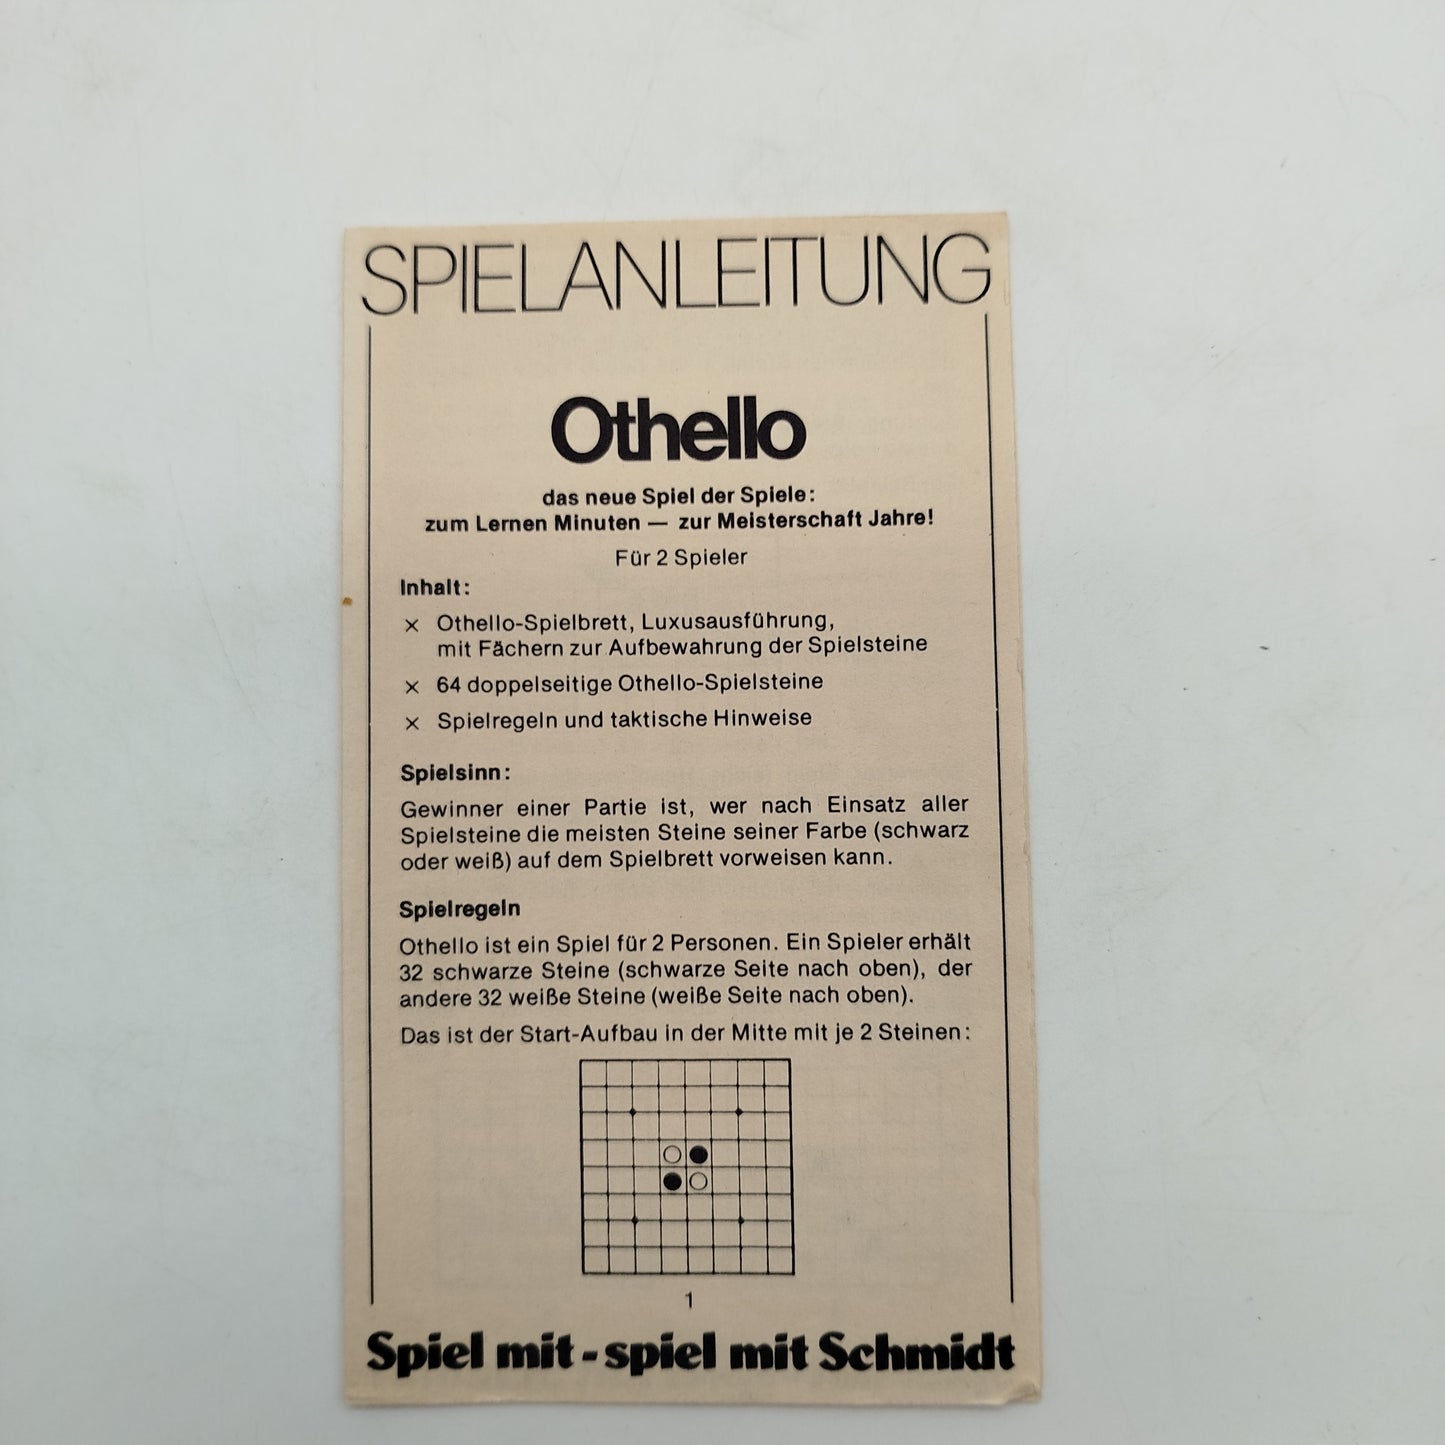 SPIELANLEITUNG
Othello
das neue Spiel der Spiele:
zum Lernen Minuten — zur Meisterschaft Jahre!
Für 2 Spieler
Inhalt:
× Othello-Spielbrett, Luxusausführung,
mit Fächern zur Aufbewahrung der Spielsteine
× 64 doppelseitige Othello-Spielsteine
× Spielregeln und taktische Hinweise
Spielsinn:
Gewinner einer Partie ist, wer nach Einsatz aller
Spielsteine die meisten Steine seiner Farbe (schwarz
oder weiß) auf dem Spielbrett vorweisen kann.
Spielregeln
Othello ist ein Spiel für 2 Personen. Ein Spieler erhält
32 schwarze Steine (schwarze Seite nach oben), der
andere 32 weiße Steine (weiße Seite nach oben).
Das ist der Start-Aufbau in der Mitte mit je 2 Steinen:
1
Spiel mit - spiel mit Schmidt